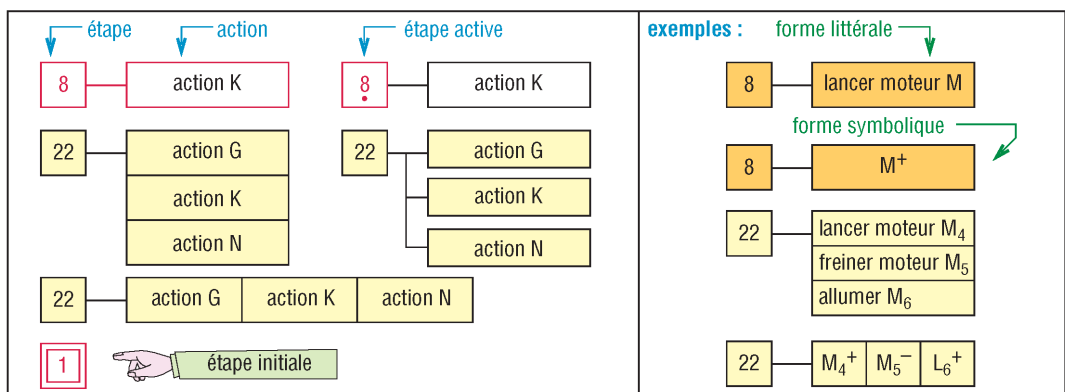 étape
action
étape active
8
action K
8
action K
22
action G
action K
action N
22
action G
action K
action N
22
action G
action K
action N
1
étape initiale
exemples :
forme littérale
8
lancer moteur M
forme symbolique
8
M⁺
22
lancer moteur M₄
freiner moteur M₅
allumer M₆
22
M₄⁺
M₅⁻
L₆⁺